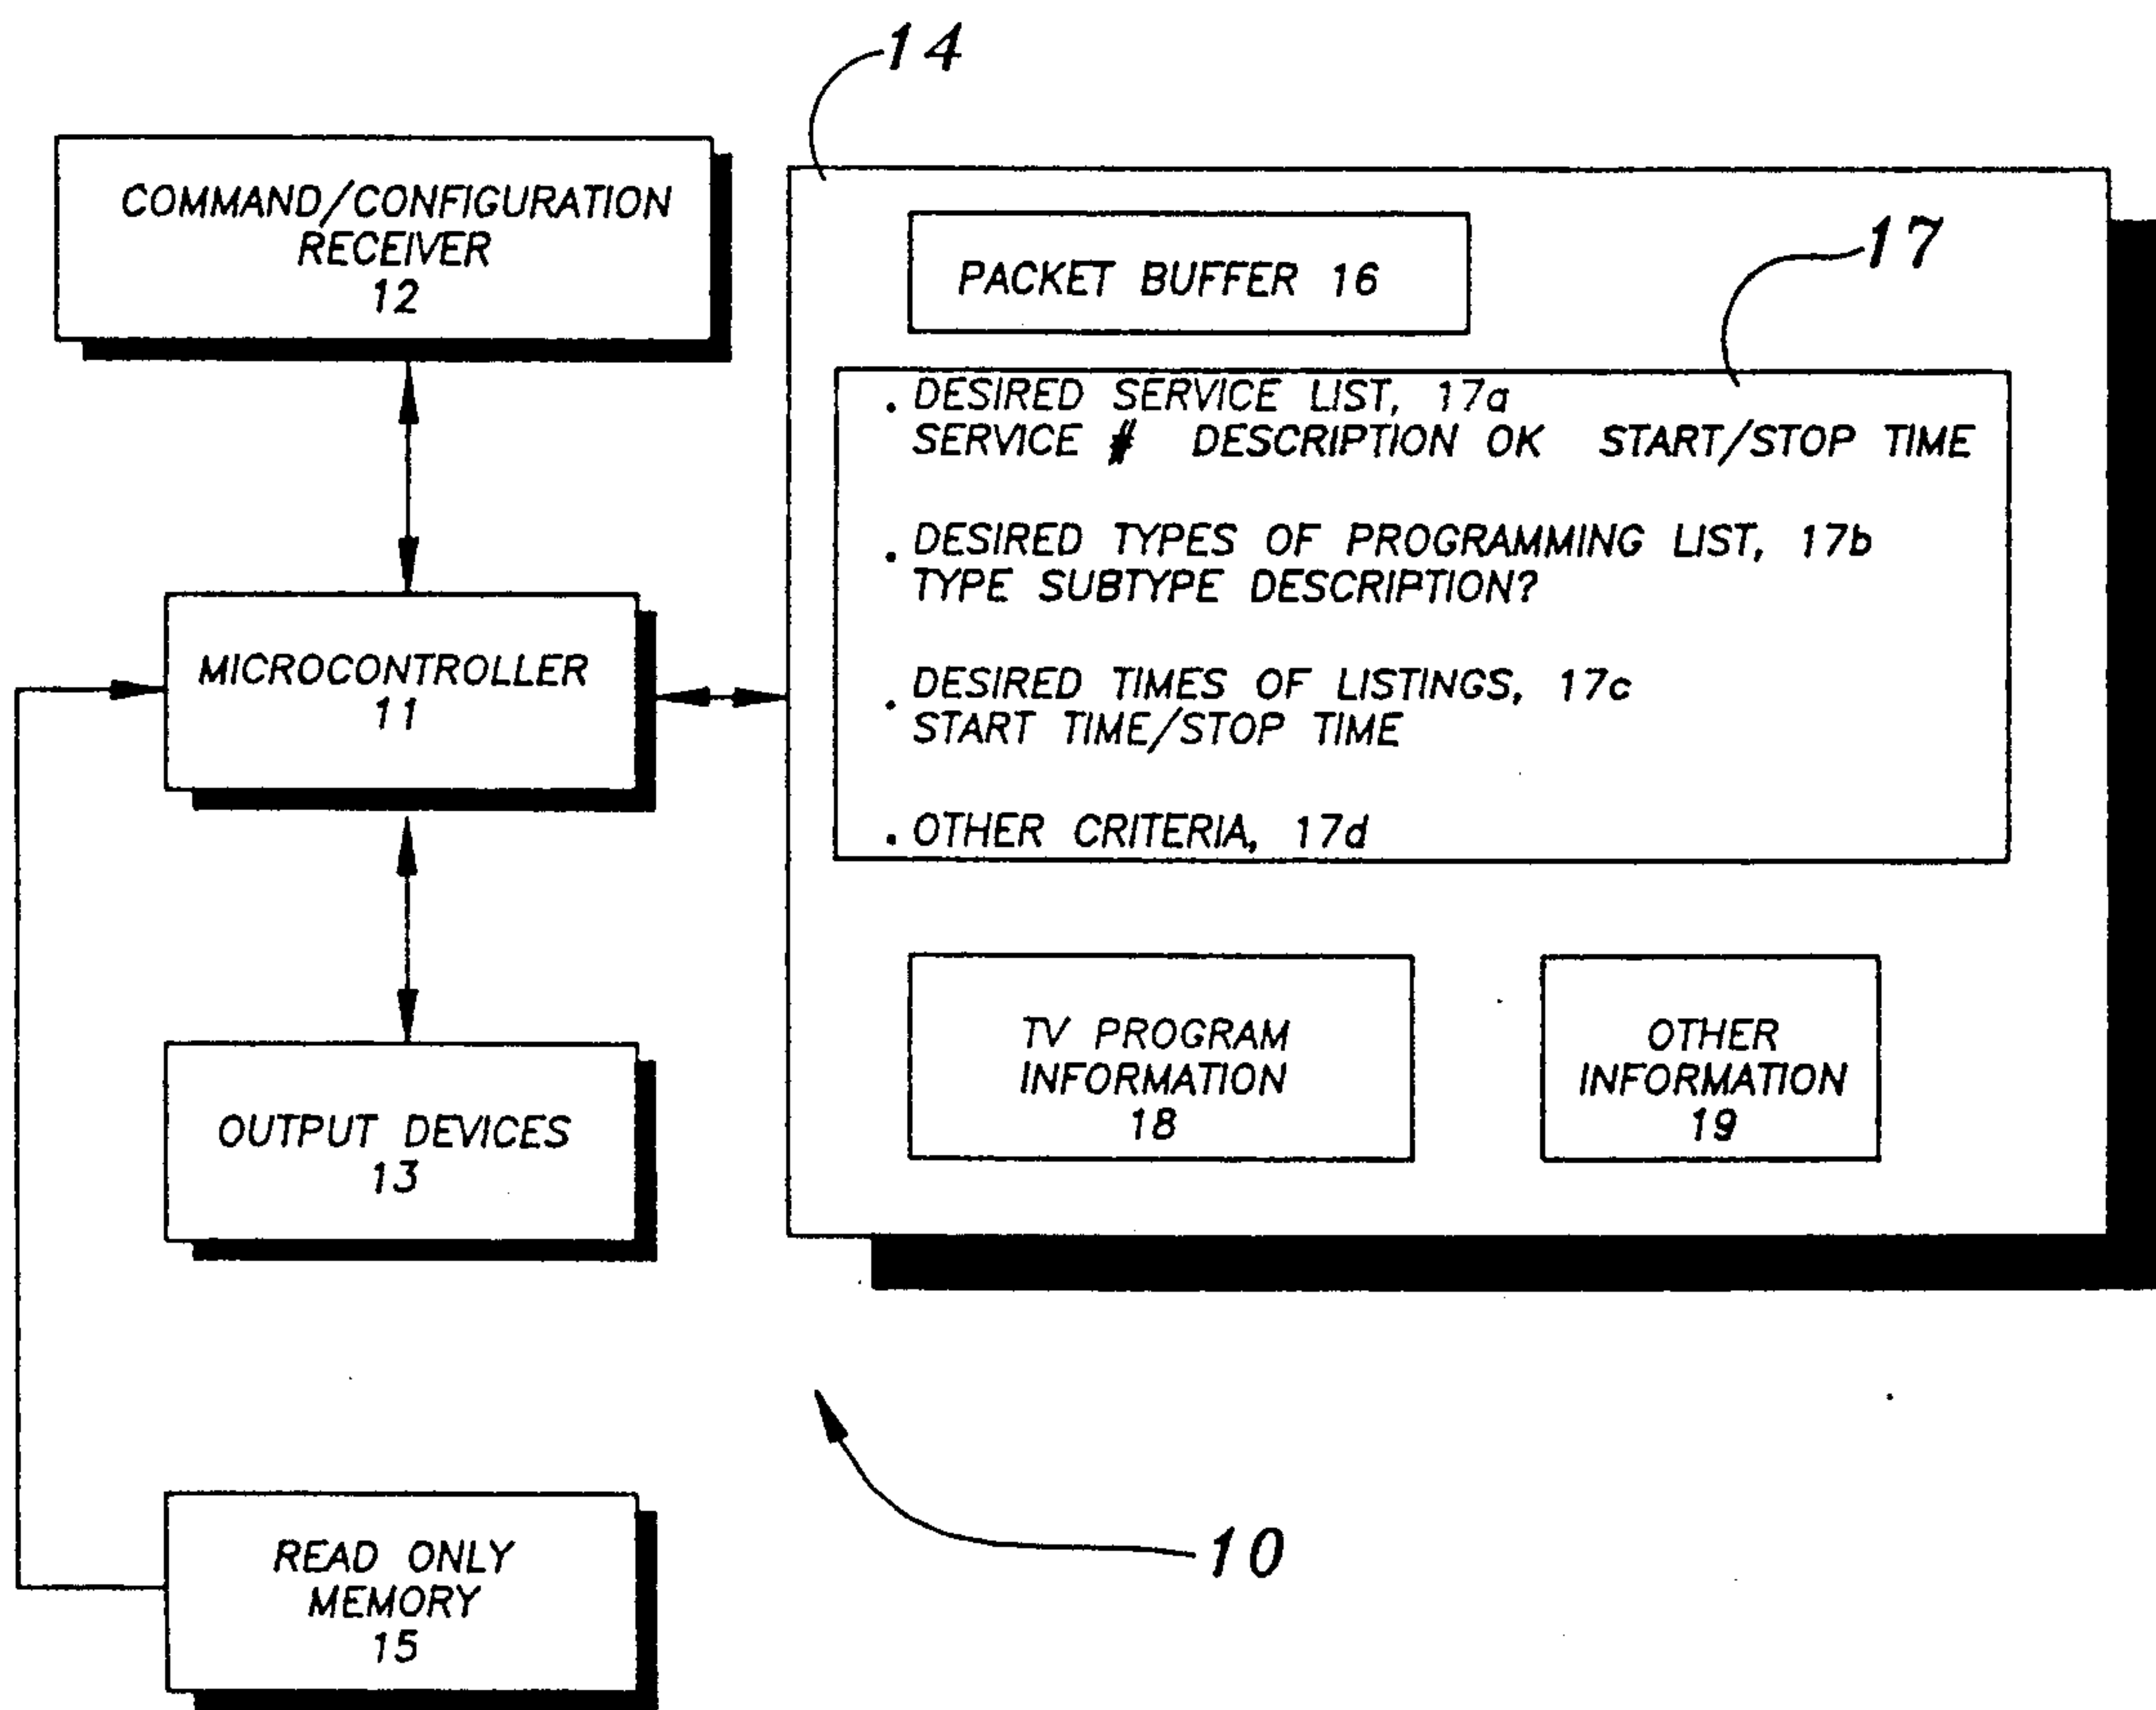 14
COMMAND/CONFIGURATION
RECEIVER
12
PACKET BUFFER 16
17
. DESIRED SERVICE LIST, 17a
SERVICE # DESCRIPTION OK START/STOP TIME
. DESIRED TYPES OF PROGRAMMING LIST, 17b
TYPE SUBTYPE DESCRIPTION?
. DESIRED TIMES OF LISTINGS, 17c
START TIME/STOP TIME
. OTHER CRITERIA, 17d
MICROCONTROLLER
11
TV PROGRAM
INFORMATION
18
OTHER
INFORMATION
19
OUTPUT DEVICES
13
10
READ ONLY
MEMORY
15